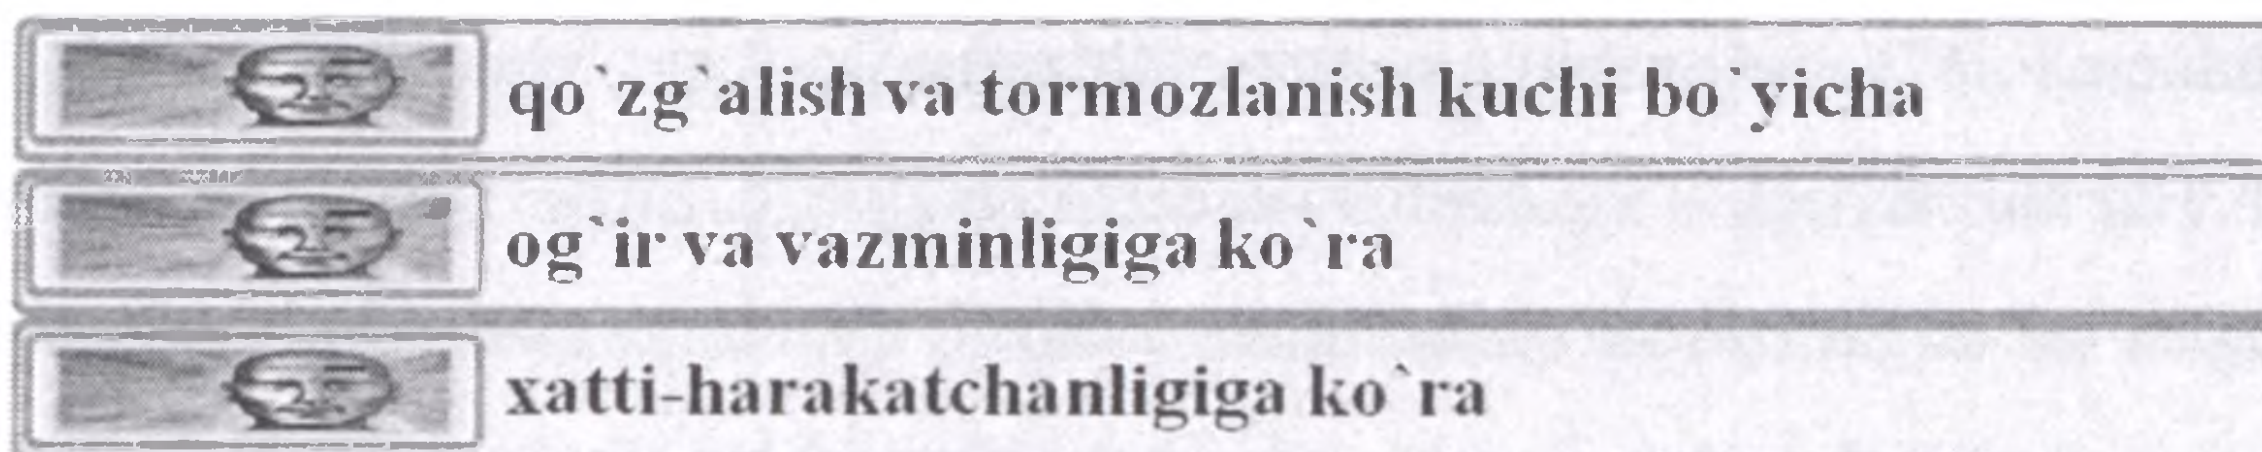 qo`zg`alish va tormozlanish kuchi bo`yicha
og`ir va vazminligiga ko`ra
xatti-harakatchanligiga ko`ra